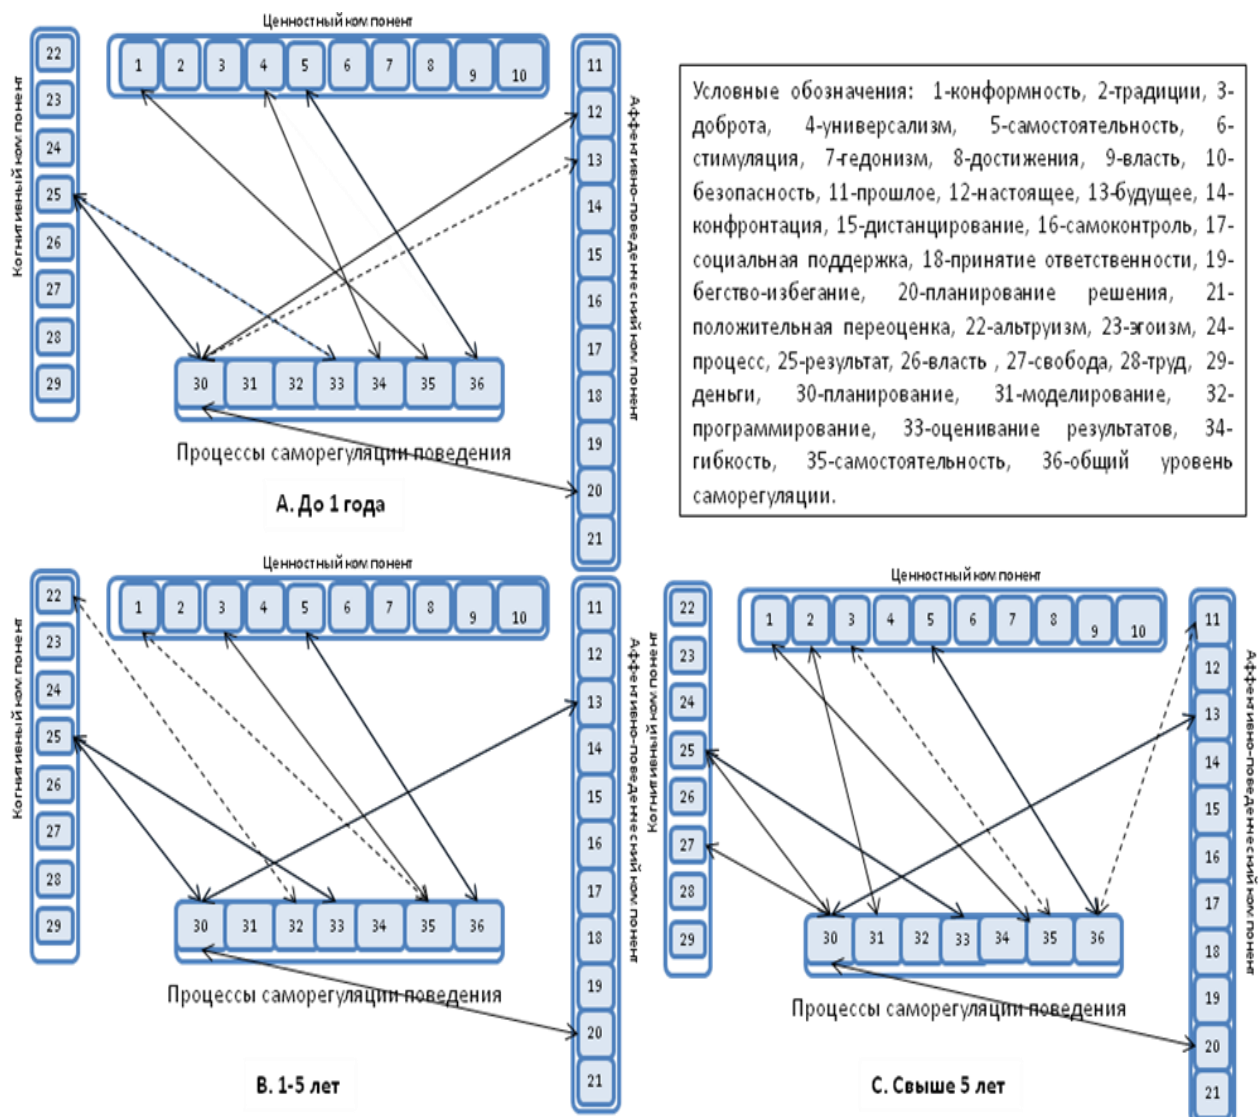 Ценностный компонент
Когнитивный компонент
22
23
24
25
26
27
28
29
1 2 3 4 5 6 7 8 9 10
11
12
13
14
15
16
17
18
19
20
21
Аффективно-поведенческий компонент
30 31 32 33 34 35 36
Процессы саморегуляции поведения
А. До 1 года
Условные обозначения: 1-конформность, 2-традиции, 3-
доброта, 4-универсализм, 5-самостоятельность, 6-
стимуляция, 7-гедонизм, 8-достижения, 9-власть, 10-
безопасность, 11-прошлое, 12-настоящее, 13-будущее, 14-
конфронтация, 15-дистанцирование, 16-самоконтроль, 17-
социальная поддержка, 18-принятие ответственности, 19-
бегство-избегание, 20-планирование решения, 21-
положительная переоценка, 22-альтруизм, 23-эгоизм, 24-
процесс, 25-результат, 26-власть , 27-свобода, 28-труд, 29-
деньги, 30-планирование, 31-моделирование, 32-
программирование, 33-оценивание результатов, 34-
гибкость, 35-самостоятельность, 36-общий уровень
саморегуляции.
Ценностный компонент
Когнитивный компонент
22
23
24
25
26
27
28
29
1 2 3 4 5 6 7 8 9 10
11
12
13
14
15
16
17
18
19
20
21
Аффективно-поведенческий компонент
30 31 32 33 34 35 36
Процессы саморегуляции поведения
В. 1-5 лет
Ценностный компонент
Когнитивный компонент
22
23
24
25
26
27
28
29
1 2 3 4 5 6 7 8 9 10
11
12
13
14
15
16
17
18
19
20
21
Аффективно-поведенческий компонент
30 31 32 33 34 35 36
Процессы саморегуляции поведения
С. Свыше 5 лет